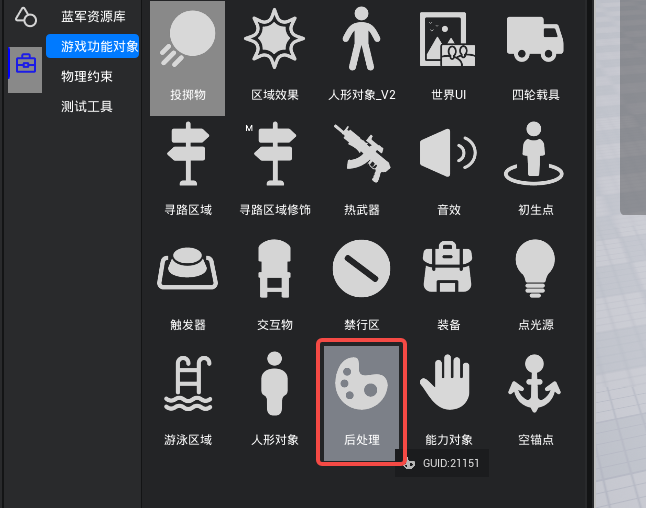 蓝军资源库
游戏功能对象
物理约束
测试工具
投掷物
区域效果
人形对象_V2
世界UI
四轮载具
M
寻路区域
寻路区域修饰
热武器
音效
初生点
触发器
交互物
禁行区
装备
点光源
游泳区域
人形对象
后处理
能力对象
空锚点
GUID:21151